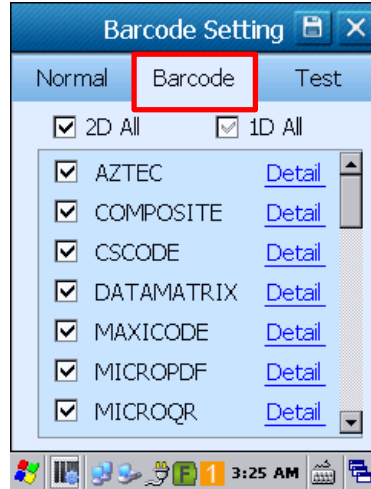 Barcode Setting
Normal Barcode Test
2D All 1D All
AZTEC Detail
COMPOSITE Detail
CSCODE Detail
DATAMATRIX Detail
MAXICODE Detail
MICROPDF Detail
MICROQR Detail
F 1 3:25 AM